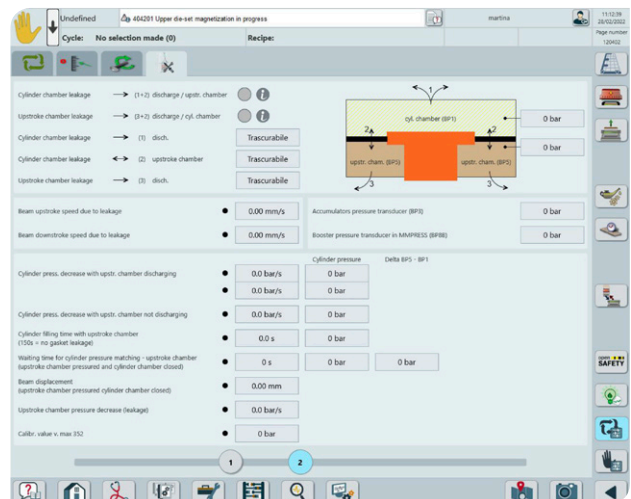 Undefined
404201 Upper die-set magnetization in progress
martina
11:12:39
28/02/2022
Cycle: No selection made (0)
Recipe:
Page number
120402
Cylinder chamber leakage (1+2) discharge / upstr. chamber
Upstroke chamber leakage (3+2) discharge / cyl. chamber
Cylinder chamber leakage (1) disch. Trascurabile
Cylinder chamber leakage (2) upstroke chamber Trascurabile
Upstroke chamber leakage (3) disch. Trascurabile
1
cyl. chamber (BP1)
0 bar
2 2
0 bar
upstr. cham. (BP5) upstr. cham. (BP5)
3 3
Beam upstroke speed due to leakage 0.00 mm/s
Accumulators pressure transducer (BP3) 0 bar
Beam downstroke speed due to leakage 0.00 mm/s
Booster pressure transducer in MMPRESS (BP88) 0 bar
Cylinder pressure Delta BP5 - BP1
Cylinder press. decrease with upstr. chamber discharging 0.0 bar/s 0 bar
0.0 bar/s 0 bar
Cylinder press. decrease with upstr. chamber not discharging 0.0 bar/s 0 bar
Cylinder filling time with upstroke chamber
(150s = no gasket leakage) 0.0 s 0 bar
Waiting time for cylinder pressure matching - upstroke chamber
(upstroke chamber pressured and cylinder chamber closed) 0 s 0 bar 0 bar
Beam displacement
(upstroke chamber pressured cylinder chamber closed) 0.00 mm
Upstroke chamber pressure decrease (leakage) 0.0 bar/s
Calibr. value v. max 352 0 bar
1 2
open
SAFETY